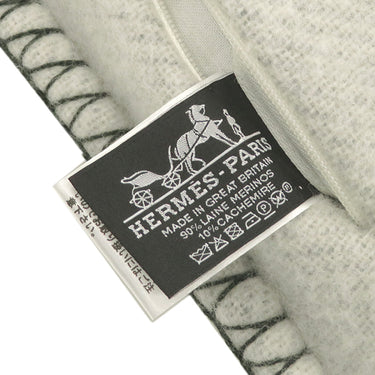 HERMES-PARIS
MADE IN GREAT BRITAIN
90% LAINE MERINOS
10% CACHEMIRE